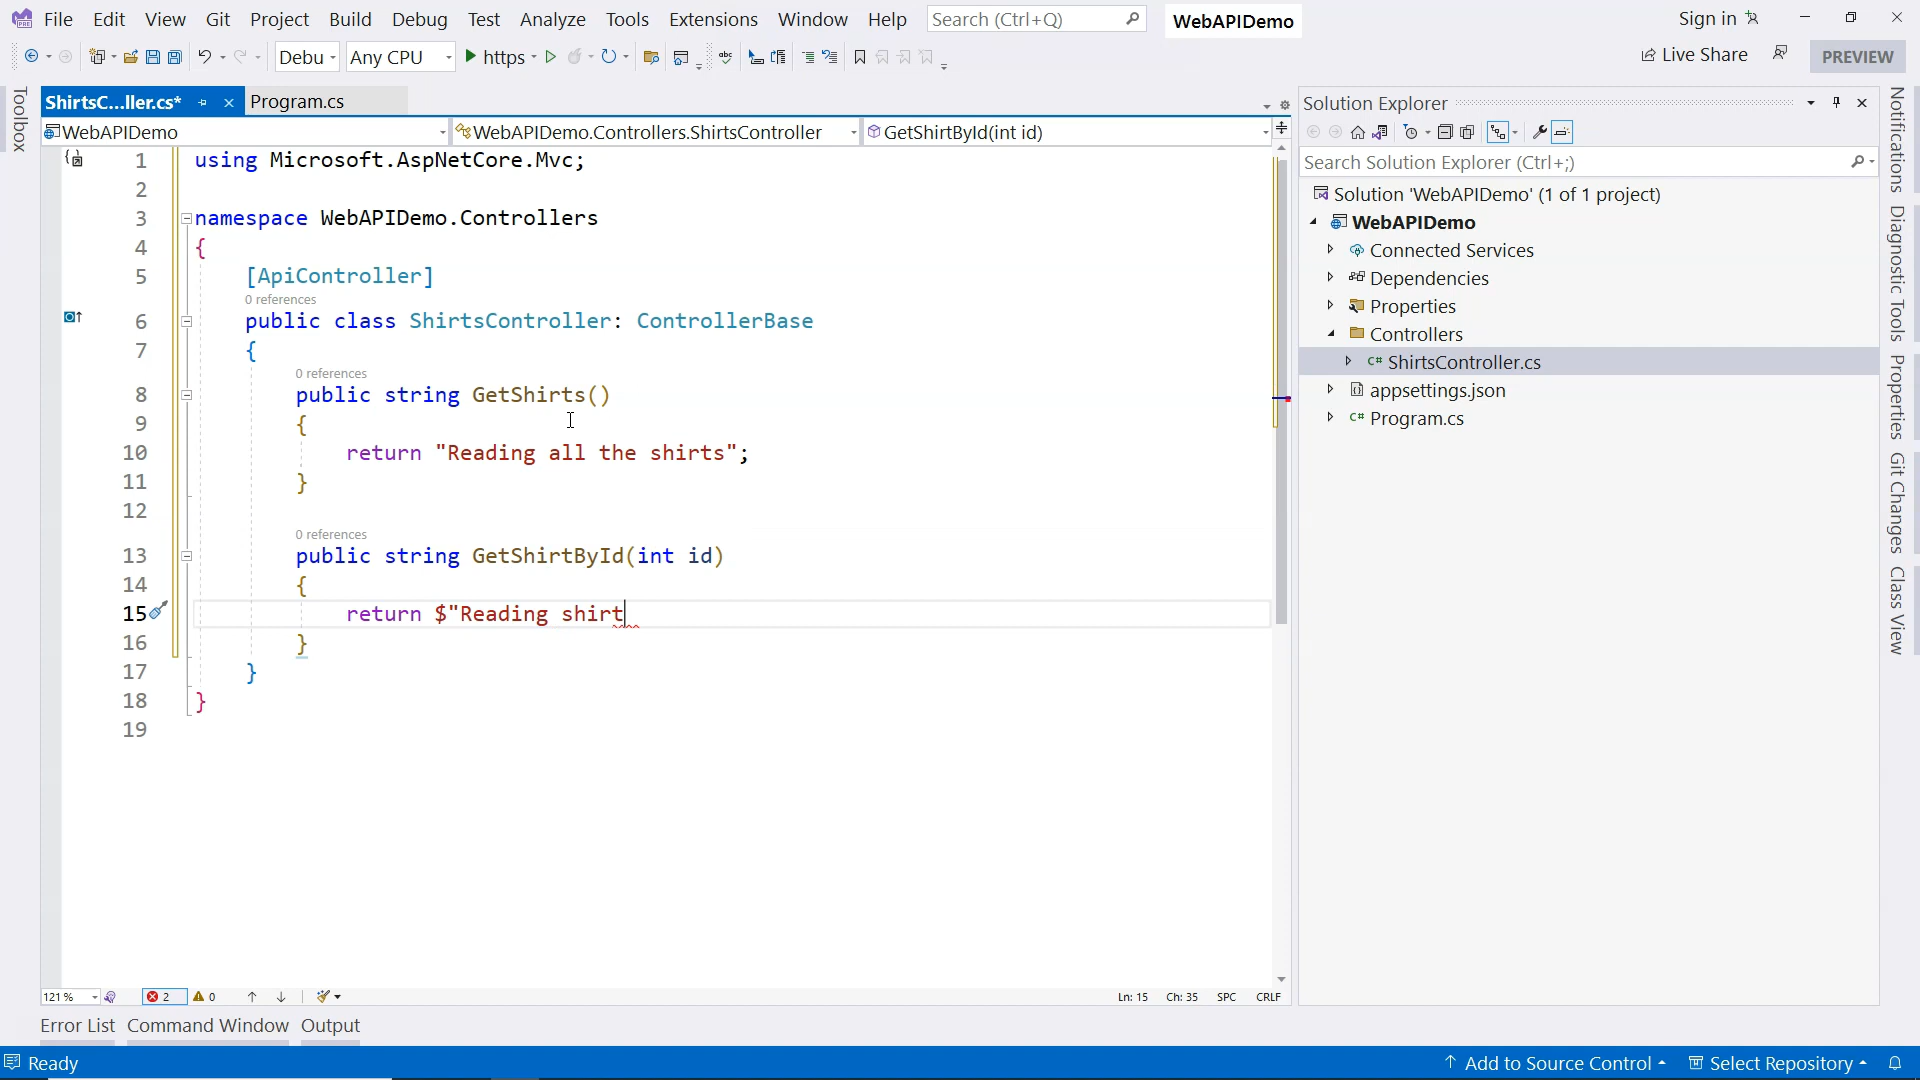 File Edit View Git Project Build Debug Test Analyze Tools Extensions Window Help Search (Ctrl+Q) WebAPIDemo Sign in
Debu Any CPU https Live Share PREVIEW
Toolbox
ShirtsC...ller.cs* Program.cs
WebAPIDemo WebAPIDemo.Controllers.ShirtsController GetShirtById(int id)
1 using Microsoft.AspNetCore.Mvc;
2
3 namespace WebAPIDemo.Controllers
4 {
5 [ApiController]
0 references
6 public class ShirtsController: ControllerBase
7 {
0 references
8 public string GetShirts()
9 {
10 return "Reading all the shirts";
11 }
12
0 references
13 public string GetShirtById(int id)
14 {
15 return $"Reading shirt
16 }
17 }
18 }
19
121 % 2 0 Ln: 15 Ch: 35 SPC CRLF
Solution Explorer
Search Solution Explorer (Ctrl+;)
Solution 'WebAPIDemo' (1 of 1 project)
WebAPIDemo
Connected Services
Dependencies
Properties
Controllers
C# ShirtsController.cs
appsettings.json
C# Program.cs
Notifications
Diagnostic Tools
Properties
Git Changes
Class View
Error List Command Window Output
Ready Add to Source Control Select Repository